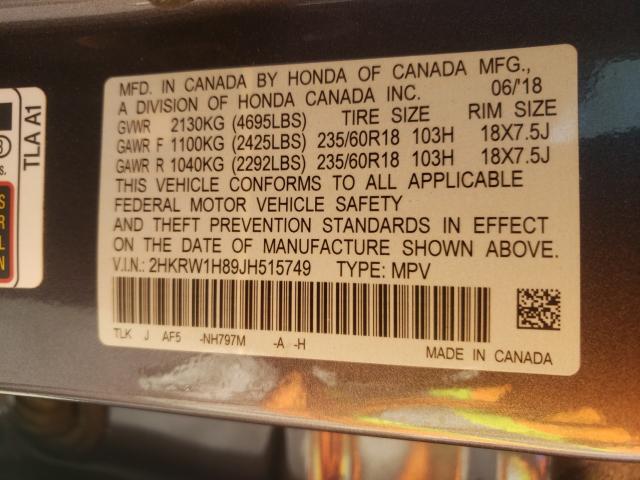 MFD. IN CANADA BY HONDA OF CANADA MFG.,
A DIVISION OF HONDA CANADA INC. 06/'18
GVWR 2130KG (4695LBS) TIRE SIZE RIM SIZE
GAWR F 1100KG (2425LBS) 235/60R18 103H 18X7.5J
GAWR R 1040KG (2292LBS) 235/60R18 103H 18X7.5J
THIS VEHICLE CONFORMS TO ALL APPLICABLE
FEDERAL MOTOR VEHICLE SAFETY
AND THEFT PREVENTION STANDARDS IN EFFECT
ON THE DATE OF MANUFACTURE SHOWN ABOVE.
V.I.N.: 2HKRW1H89JH515749 TYPE: MPV
TLK J AF5 -NH797M -A -H
MADE IN CANADA
TLA A1